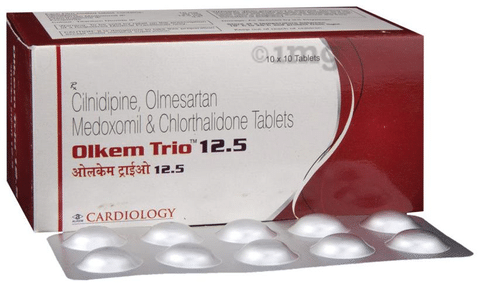 10 x 10 Tablets
Cilnidipine, Olmesartan
Medoxomil & Chlorthalidone Tablets
Olkem Trio™ 12.5
ओलकेम ट्राईओ 12.5
CARDIOLOGY
1mg